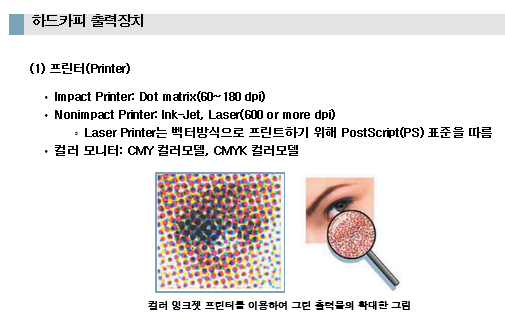 하드카피 출력장치
(1) 프린터(Printer)
• Impact Printer: Dot matrix(60~180 dpi)
• Nonimpact Printer: Ink-Jet, Laser(600 or more dpi)
◦ Laser Printer는 벡터방식으로 프린트하기 위해 PostScript(PS) 표준을 따름
• 컬러 모니터: CMY 컬러모델, CMYK 컬러모델
컬러 잉크젯 프린터를 이용하여 그린 출력물의 확대한 그림